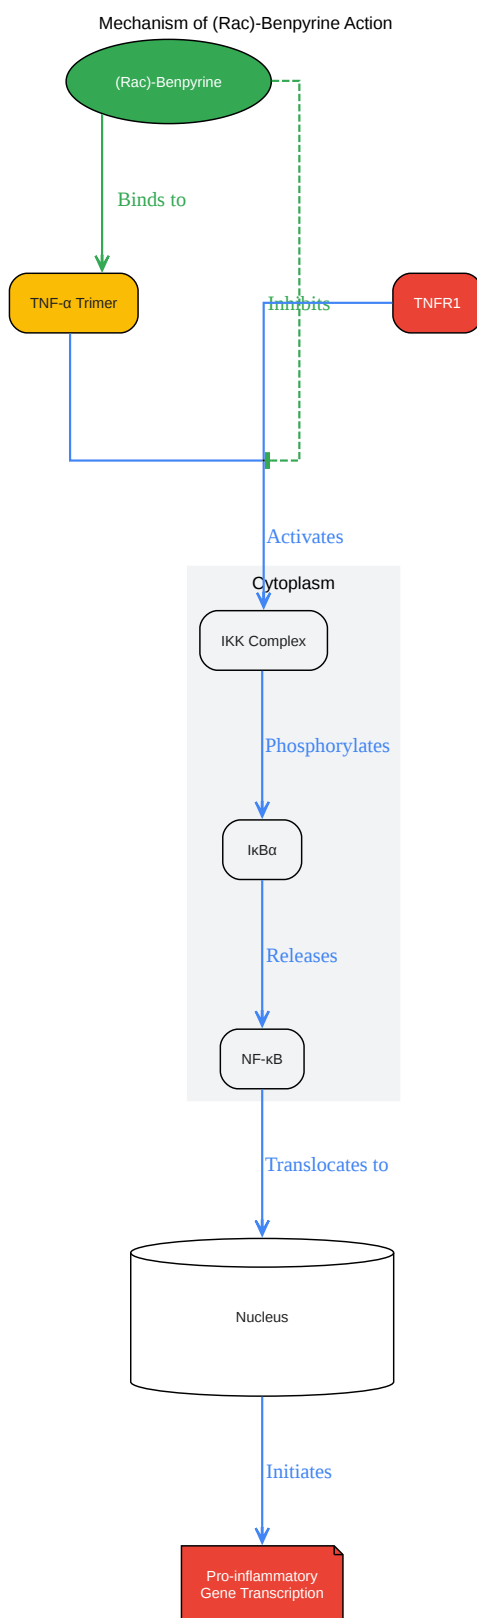 Mechanism of (Rac)-Benpyrine Action
(Rac)-Benpyrine
Binds to
TNF-α Trimer
Inhibits
TNFR1
Activates
Cytoplasm
IKK Complex
Phosphorylates
IκBα
Releases
NF-κB
Translocates to
Nucleus
Initiates
Pro-inflammatory
Gene Transcription